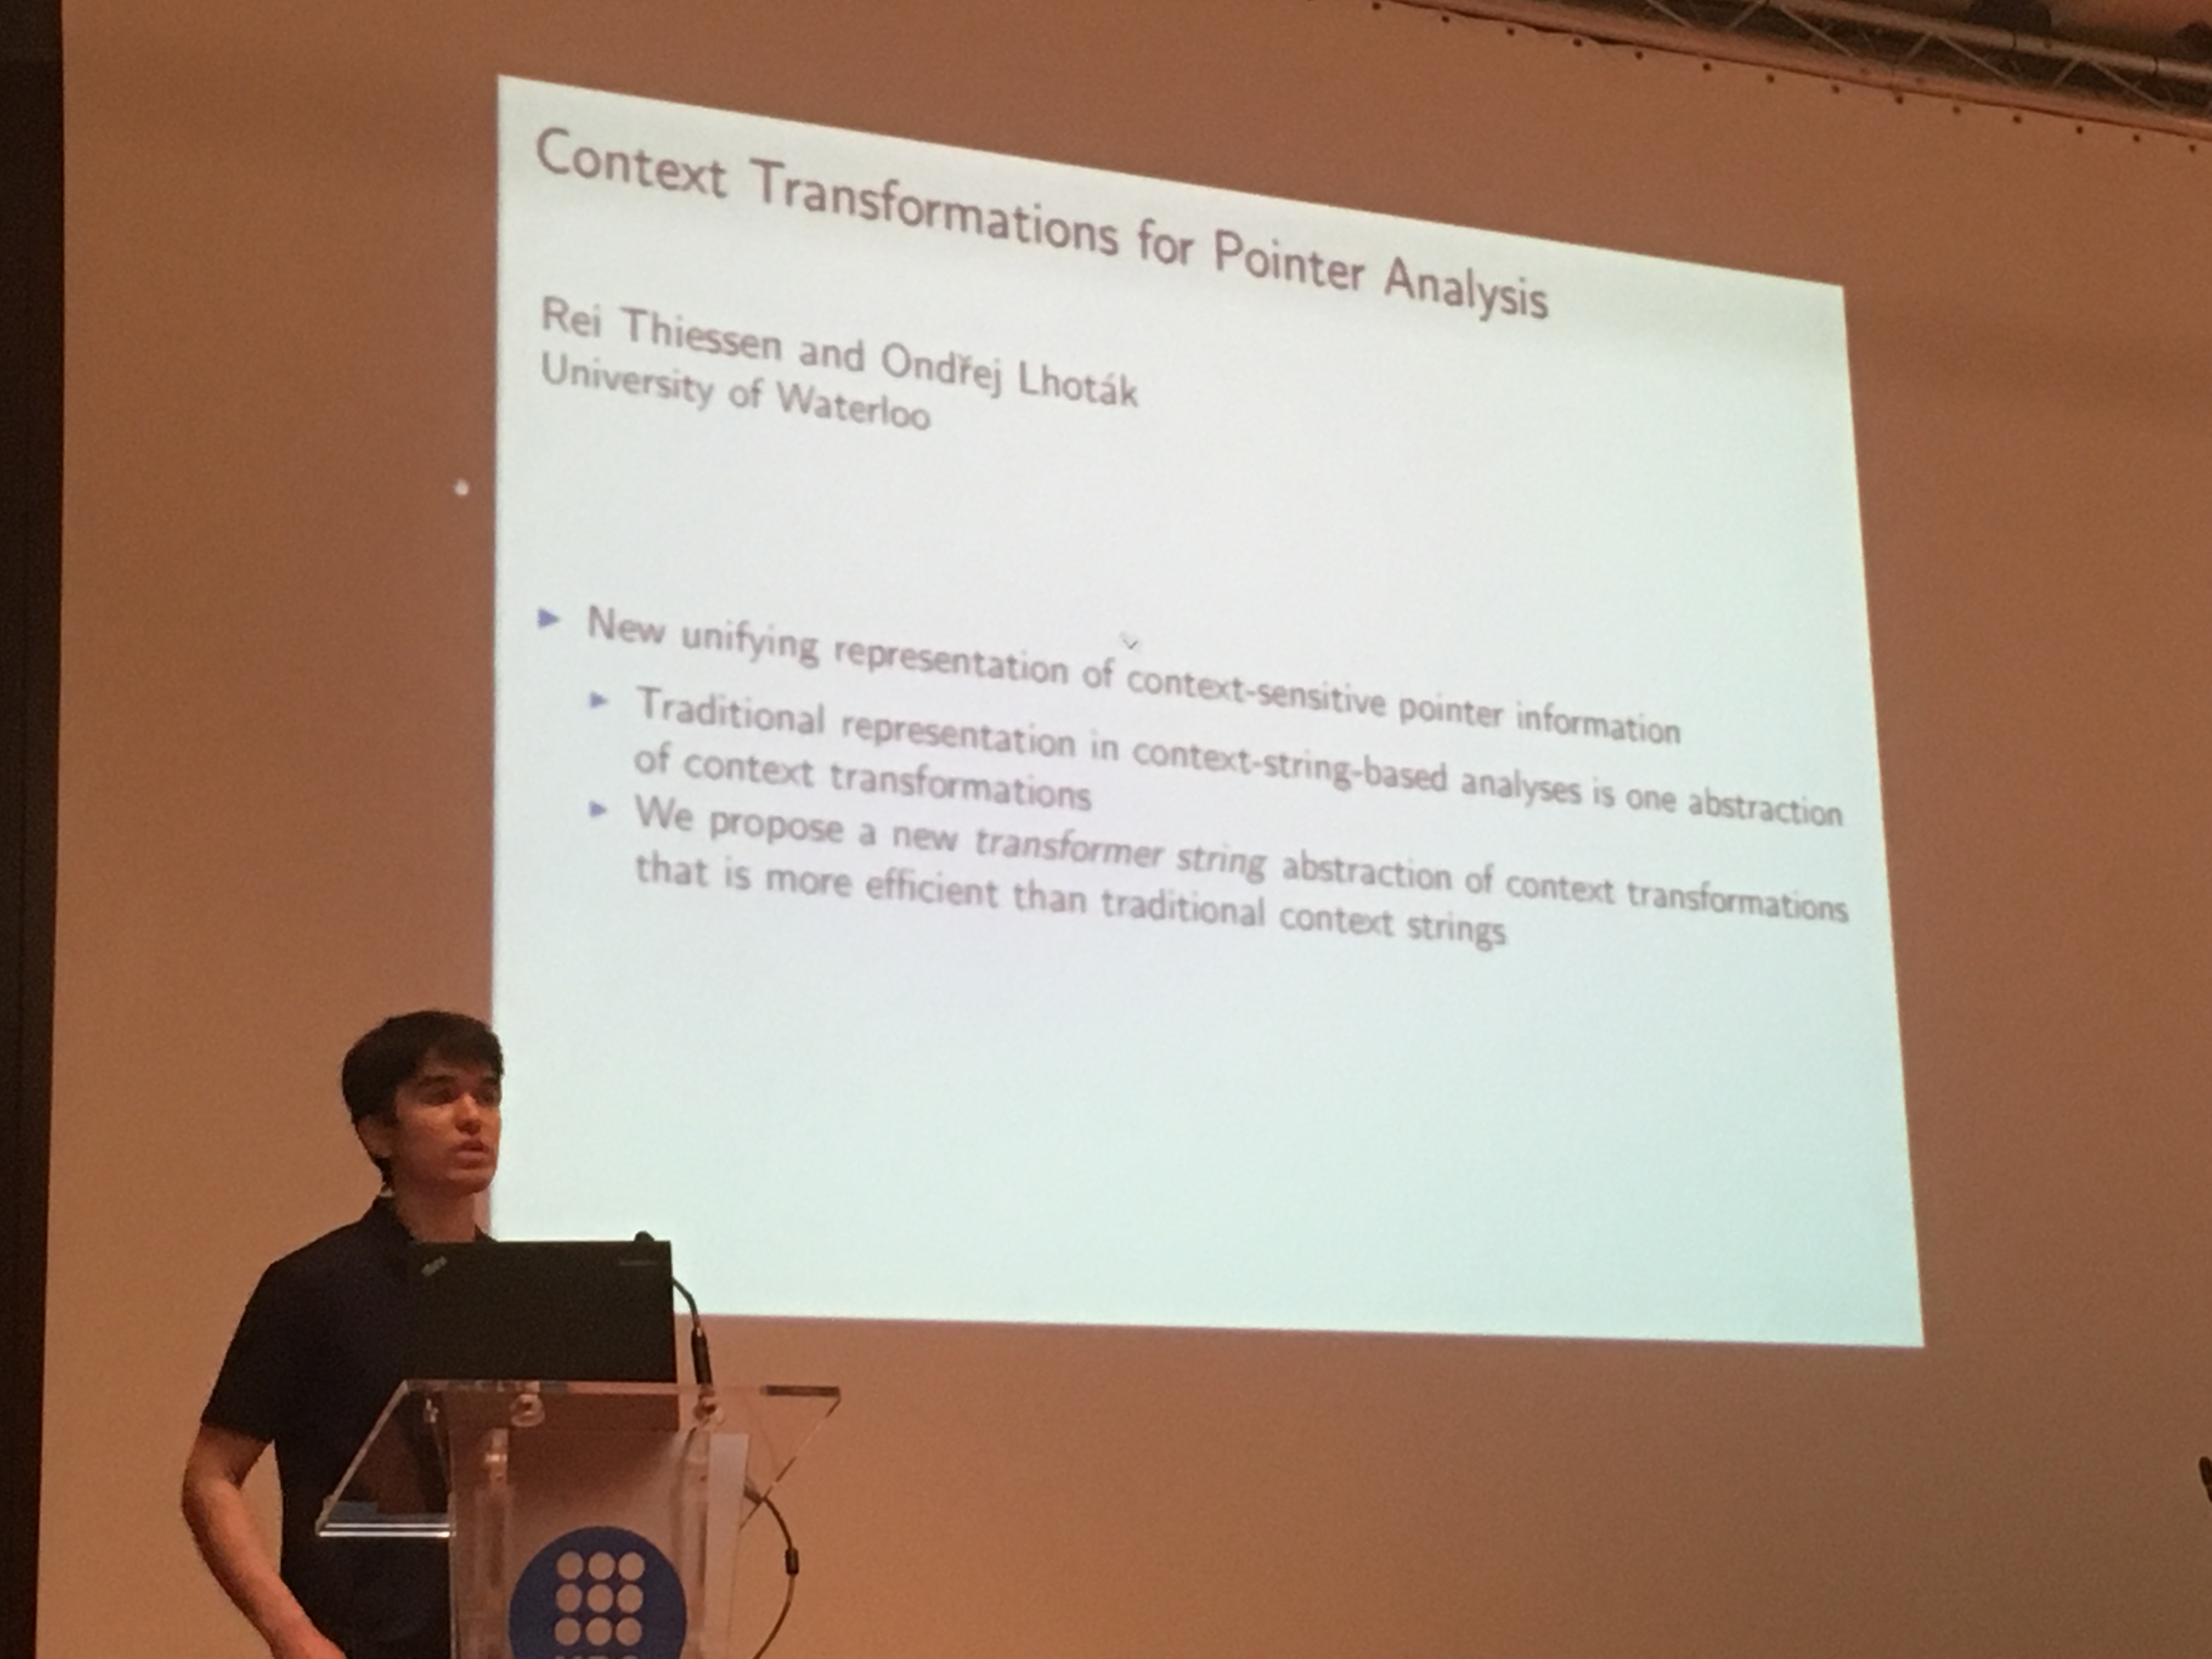 Context Transformations for Pointer Analysis
Rei Thiessen and Ondřej Lhoták
University of Waterloo
New unifying representation of context-sensitive pointer information
Traditional representation in context-string-based analyses is one abstraction
of context transformations
We propose a new transformer string abstraction of context transformations
that is more efficient than traditional context strings